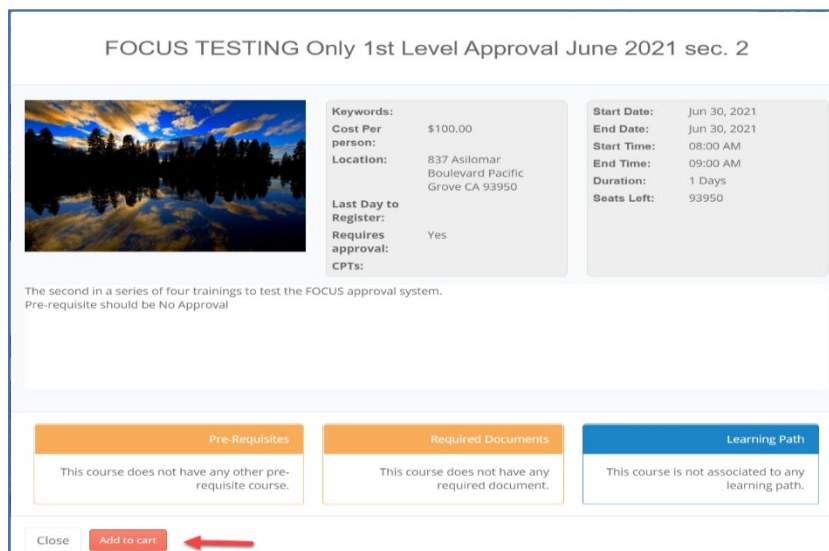 FOCUS TESTING Only 1st Level Approval June 2021 sec. 2
Keywords:
Cost Per person: $100.00
Location: 837 Asilomar
Boulevard Pacific
Grove CA 93950
Last Day to
Register:
Requires approval: Yes
CPTs:
Start Date: Jun 30, 2021
End Date: Jun 30, 2021
Start Time: 08:00 AM
End Time: 09:00 AM
Duration: 1 Days
Seats Left: 93950
The second in a series of four trainings to test the FOCUS approval system.
Pre-requisite should be No Approval
Pre-Requisites
This course does not have any other pre-
requisite course.
Required Documents
This course does not have any
required document.
Learning Path
This course is not associated to any
learning path.
Close
Add to cart